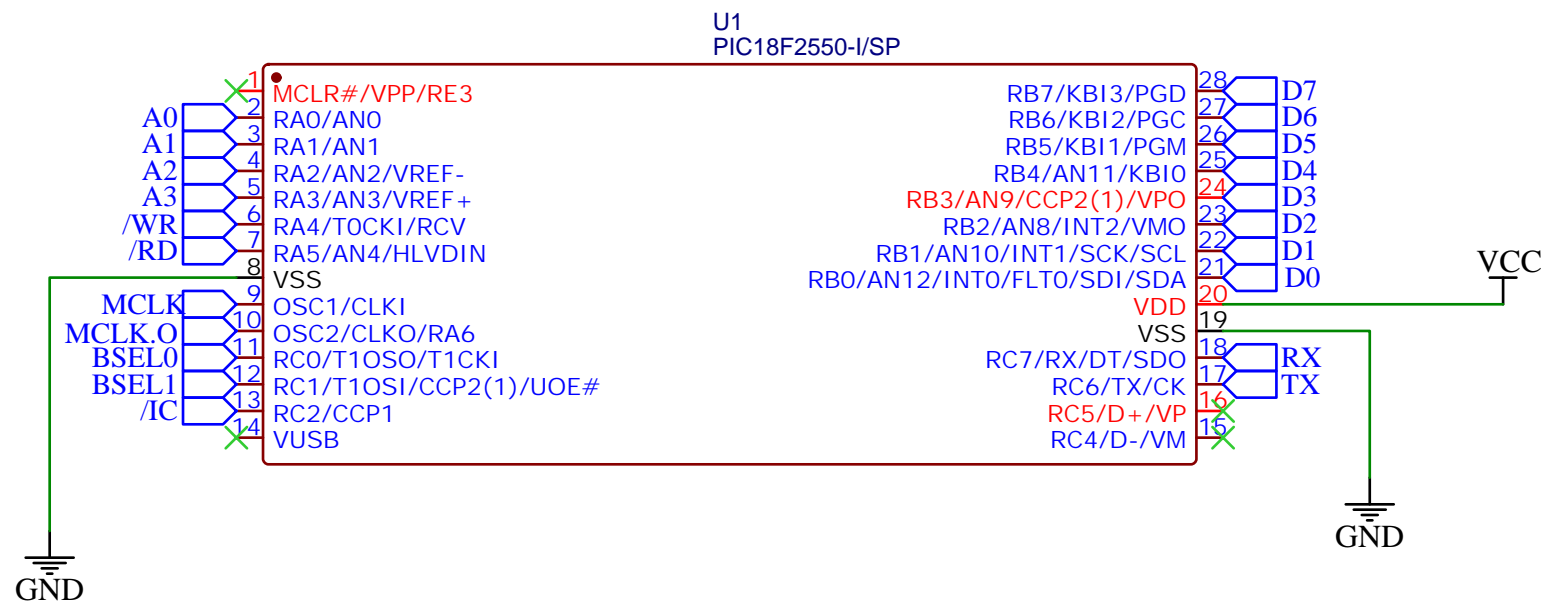 U1
PIC18F2550-I/SP
1 MCLR#/VPP/RE3
A0 2 RA0/AN0
A1 3 RA1/AN1
A2 4 RA2/AN2/VREF-
A3 5 RA3/AN3/VREF+
/WR 6 RA4/T0CKI/RCV
/RD 7 RA5/AN4/HLVDIN
8 VSS
MCLK 9 OSC1/CLKI
MCLK.O 10 OSC2/CLKO/RA6
BSEL0 11 RC0/T1OSO/T1CKI
BSEL1 12 RC1/T1OSI/CCP2(1)/UOE#
/IC 13 RC2/CCP1
14 VUSB
GND
RB7/KBI3/PGD 28 D7
RB6/KBI2/PGC 27 D6
RB5/KBI1/PGM 26 D5
RB4/AN11/KBI0 25 D4
RB3/AN9/CCP2(1)/VPO 24 D3
RB2/AN8/INT2/VMO 23 D2
RB1/AN10/INT1/SCK/SCL 22 D1
RB0/AN12/INT0/FLT0/SDI/SDA 21 D0
VDD 20 VCC
VSS 19
RC7/RX/DT/SDO 18 RX
RC6/TX/CK 17 TX
RC5/D+/VP 16
RC4/D-/VM 15
GND